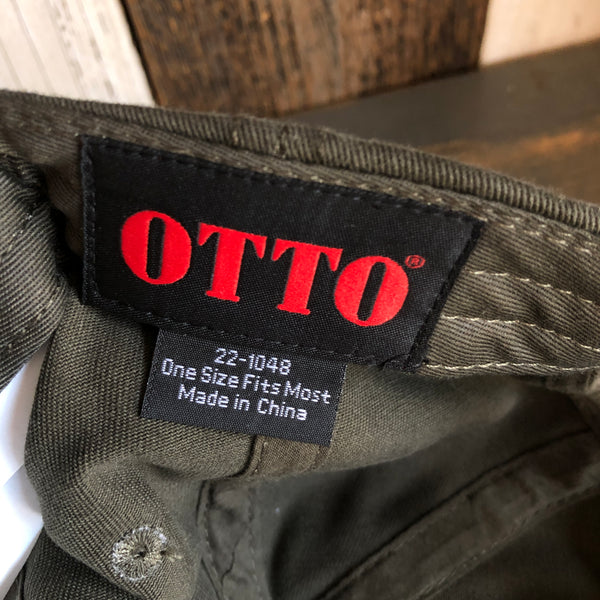 OTTO®
22-1048
One Size Fits Most
Made in China